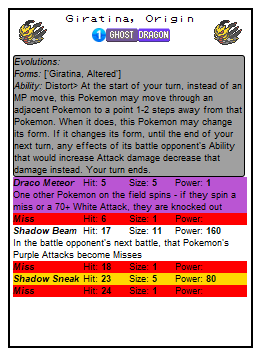 Giratina, Origin
1 GHOST DRAGON
Evolutions:
Forms: ['Giratina, Altered']
Ability: Distort> At the start of your turn, instead of an
MP move, this Pokemon may move through an
adjacent Pokemon to a point 1-2 steps away from that
Pokemon. When it does, this Pokemon may change
its form. If it changes its form, until the end of your
next turn, any effects of its battle opponent's Ability
that would increase Attack damage decrease that
damage instead. Your turn ends.
Draco Meteor Hit: 5 Size: 5 Power: 1
One other Pokemon on the field spins - if they spin
a miss or a 70+ White Attack, they are knocked out
Miss Hit: 6 Size: 1 Power:
Shadow Beam Hit: 17 Size: 11 Power: 160
In the battle opponent's next battle, that Pokemon's
Purple Attacks become Misses
Miss Hit: 18 Size: 1 Power:
Shadow Sneak Hit: 23 Size: 5 Power: 80
Miss Hit: 24 Size: 1 Power: